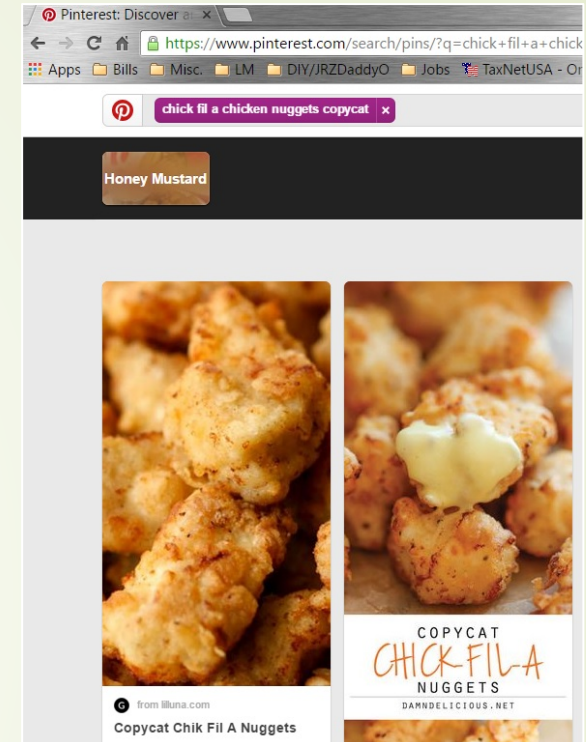 Pinterest: Discover a
https://www.pinterest.com/search/pins/?q=chick+fil+a+chick
Apps Bills Misc. LM DIY/JRZDaddyO Jobs TaxNetUSA - Or
chick fil a chicken nuggets copycat x
Honey Mustard
COPYCAT
CHICK-FIL-A
NUGGETS
DAMNDELICIOUS.NET
G from lilluna.com
Copycat Chik Fil A Nuggets